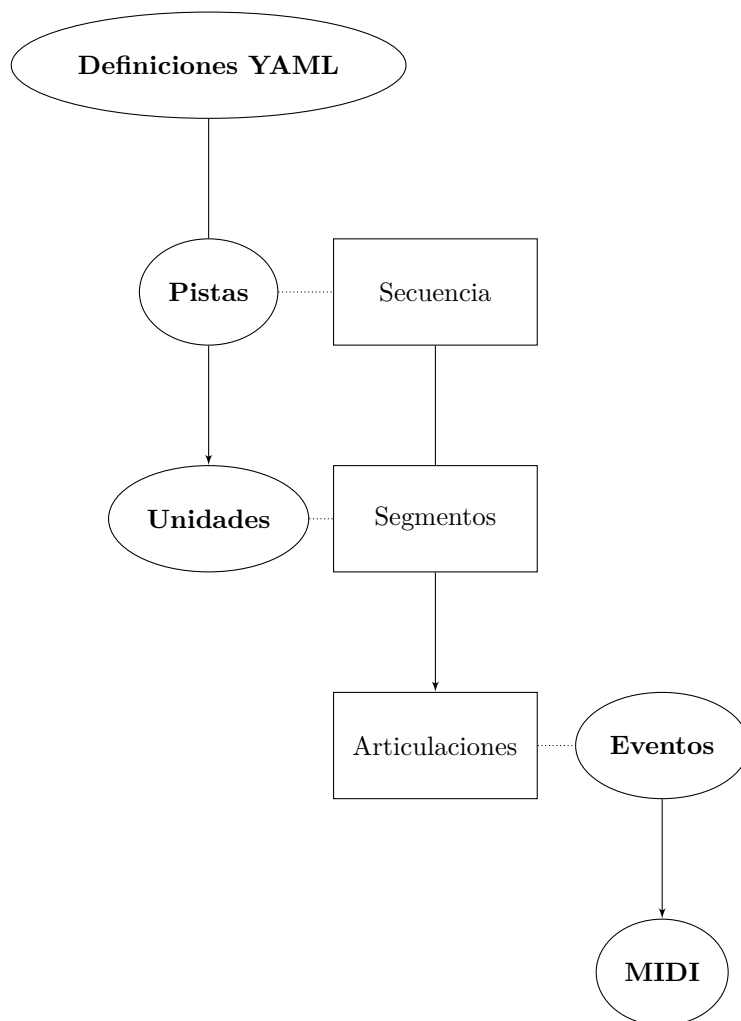 Definiciones YAML
Pistas
Secuencia
Unidades
Segmentos
Articulaciones
Eventos
MIDI